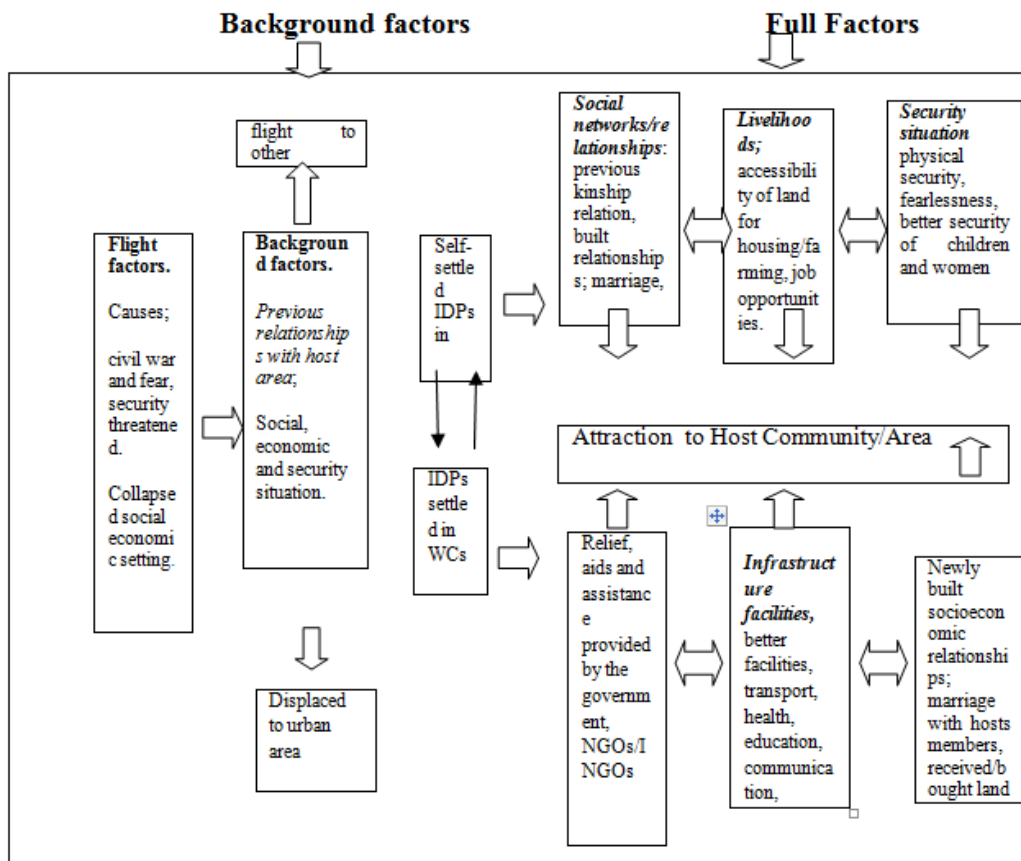 Background factors
Full Factors
flight to
other
Flight
factors.
Causes;
civil war
and fear,
security
threatene
d.
Collapse
d social
economi
c setting.
Backgroun
d factors.
Previous
relationship
s with host
area;
Social,
economic
and security
situation.
Displaced
to urban
area
Self-
settle
d
IDPs
in
IDPs
settle
d in
WCs
Social
networks/re
lationships:
previous
kinship
relation,
built
relationship
s; marriage,
Livelihoo
ds;
accessibili
ty of land
for
housing/fa
rming, job
opportunit
ies.
Security
situation
physical
security,
fearlessness,
better security
of children
and women
Attraction to Host Community/Area
Relief,
aids and
assistanc
e
provided
by the
governm
ent,
NGOs/I
NGOs
Infrastruct
ure
facilities,
better
facilities,
transport,
health,
education,
communica
tion,
Newly
built
socioecon
omic
relationshi
ps;
marriage
with hosts
members,
received/b
ought land